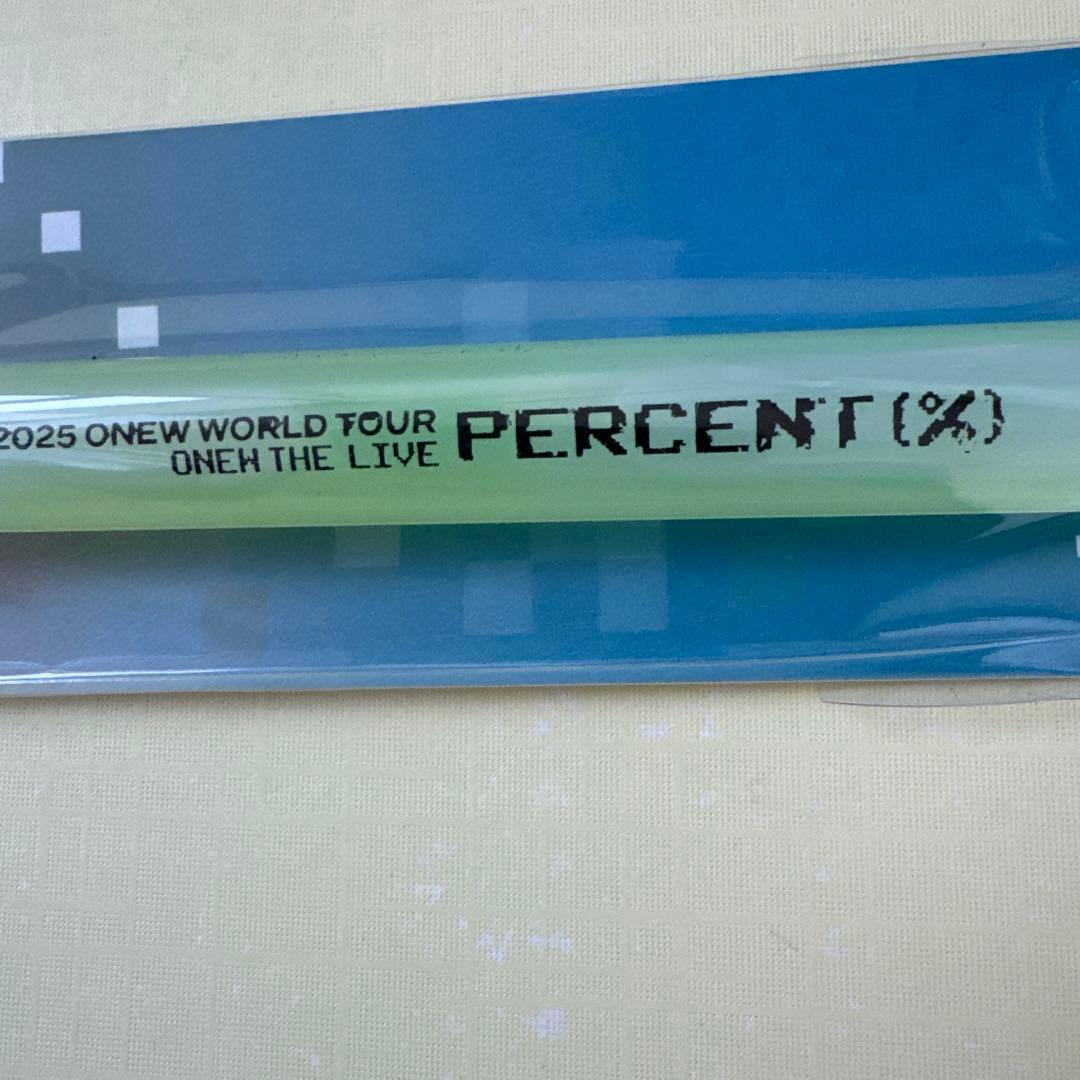 2025 ONEW WORLD TOUR
ONEW THE LIVE
PERCENT (%)